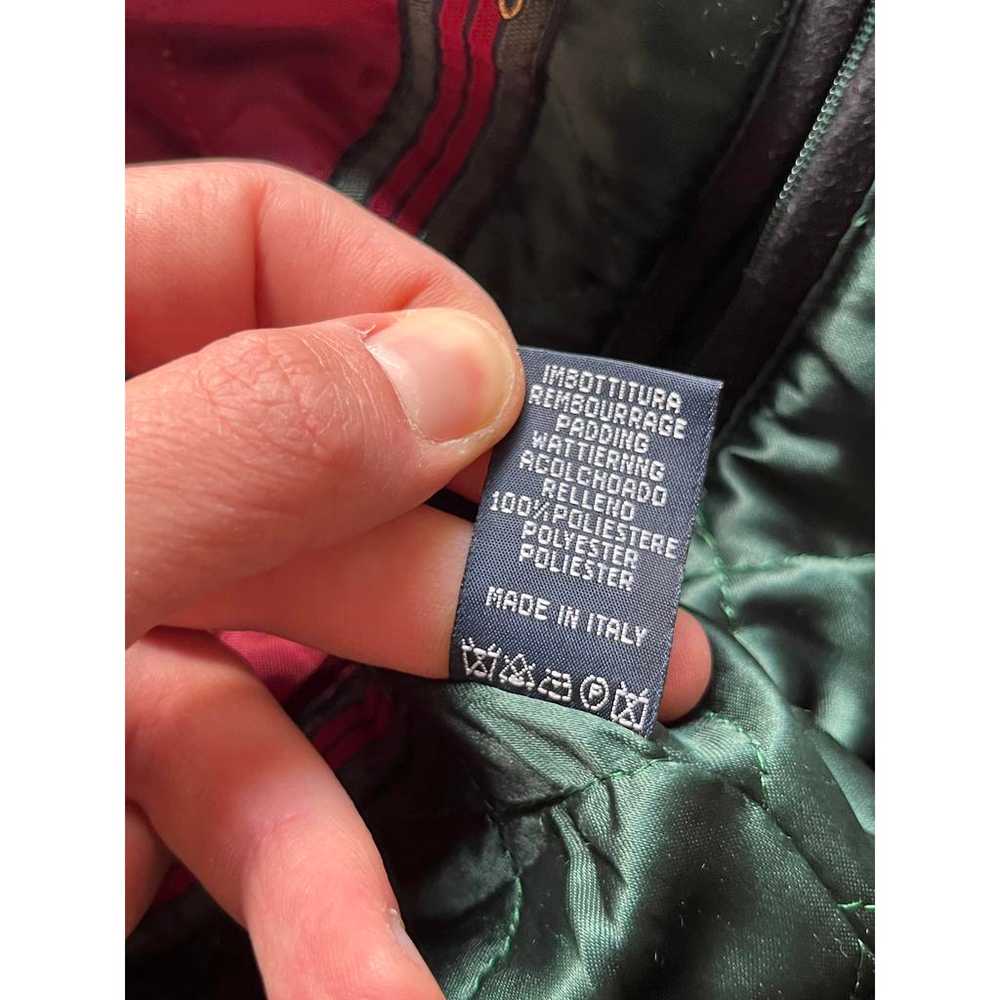 IMBOTTITURA
REMBOURRAGE
PADDING
WATTIERNNG
ACOLCHOADO
RELLENO
100% POLIESTERE
POLYESTER
POLIESTER
MADE IN ITALY
P